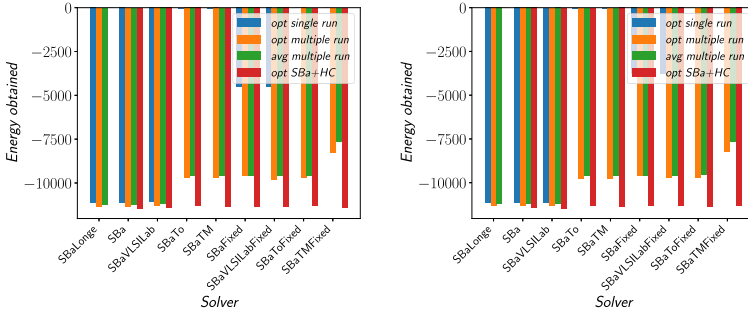 0
−2500
−5000
−7500
−10000
Energy obtained
opt single run
opt multiple run
avg multiple run
opt SBa+HC
SBaLonge
SBa
SBaVLSILab
SBaTo
SBaTM
SBaFixed
SBaVLSILabFixed
SBaToFixed
SBaTMFixed
Solver
0
−2500
−5000
−7500
−10000
Energy obtained
opt single run
opt multiple run
avg multiple run
opt SBa+HC
SBaLonge
SBa
SBaVLSILab
SBaTo
SBaTM
SBaFixed
SBaVLSILabFixed
SBaToFixed
SBaTMFixed
Solver